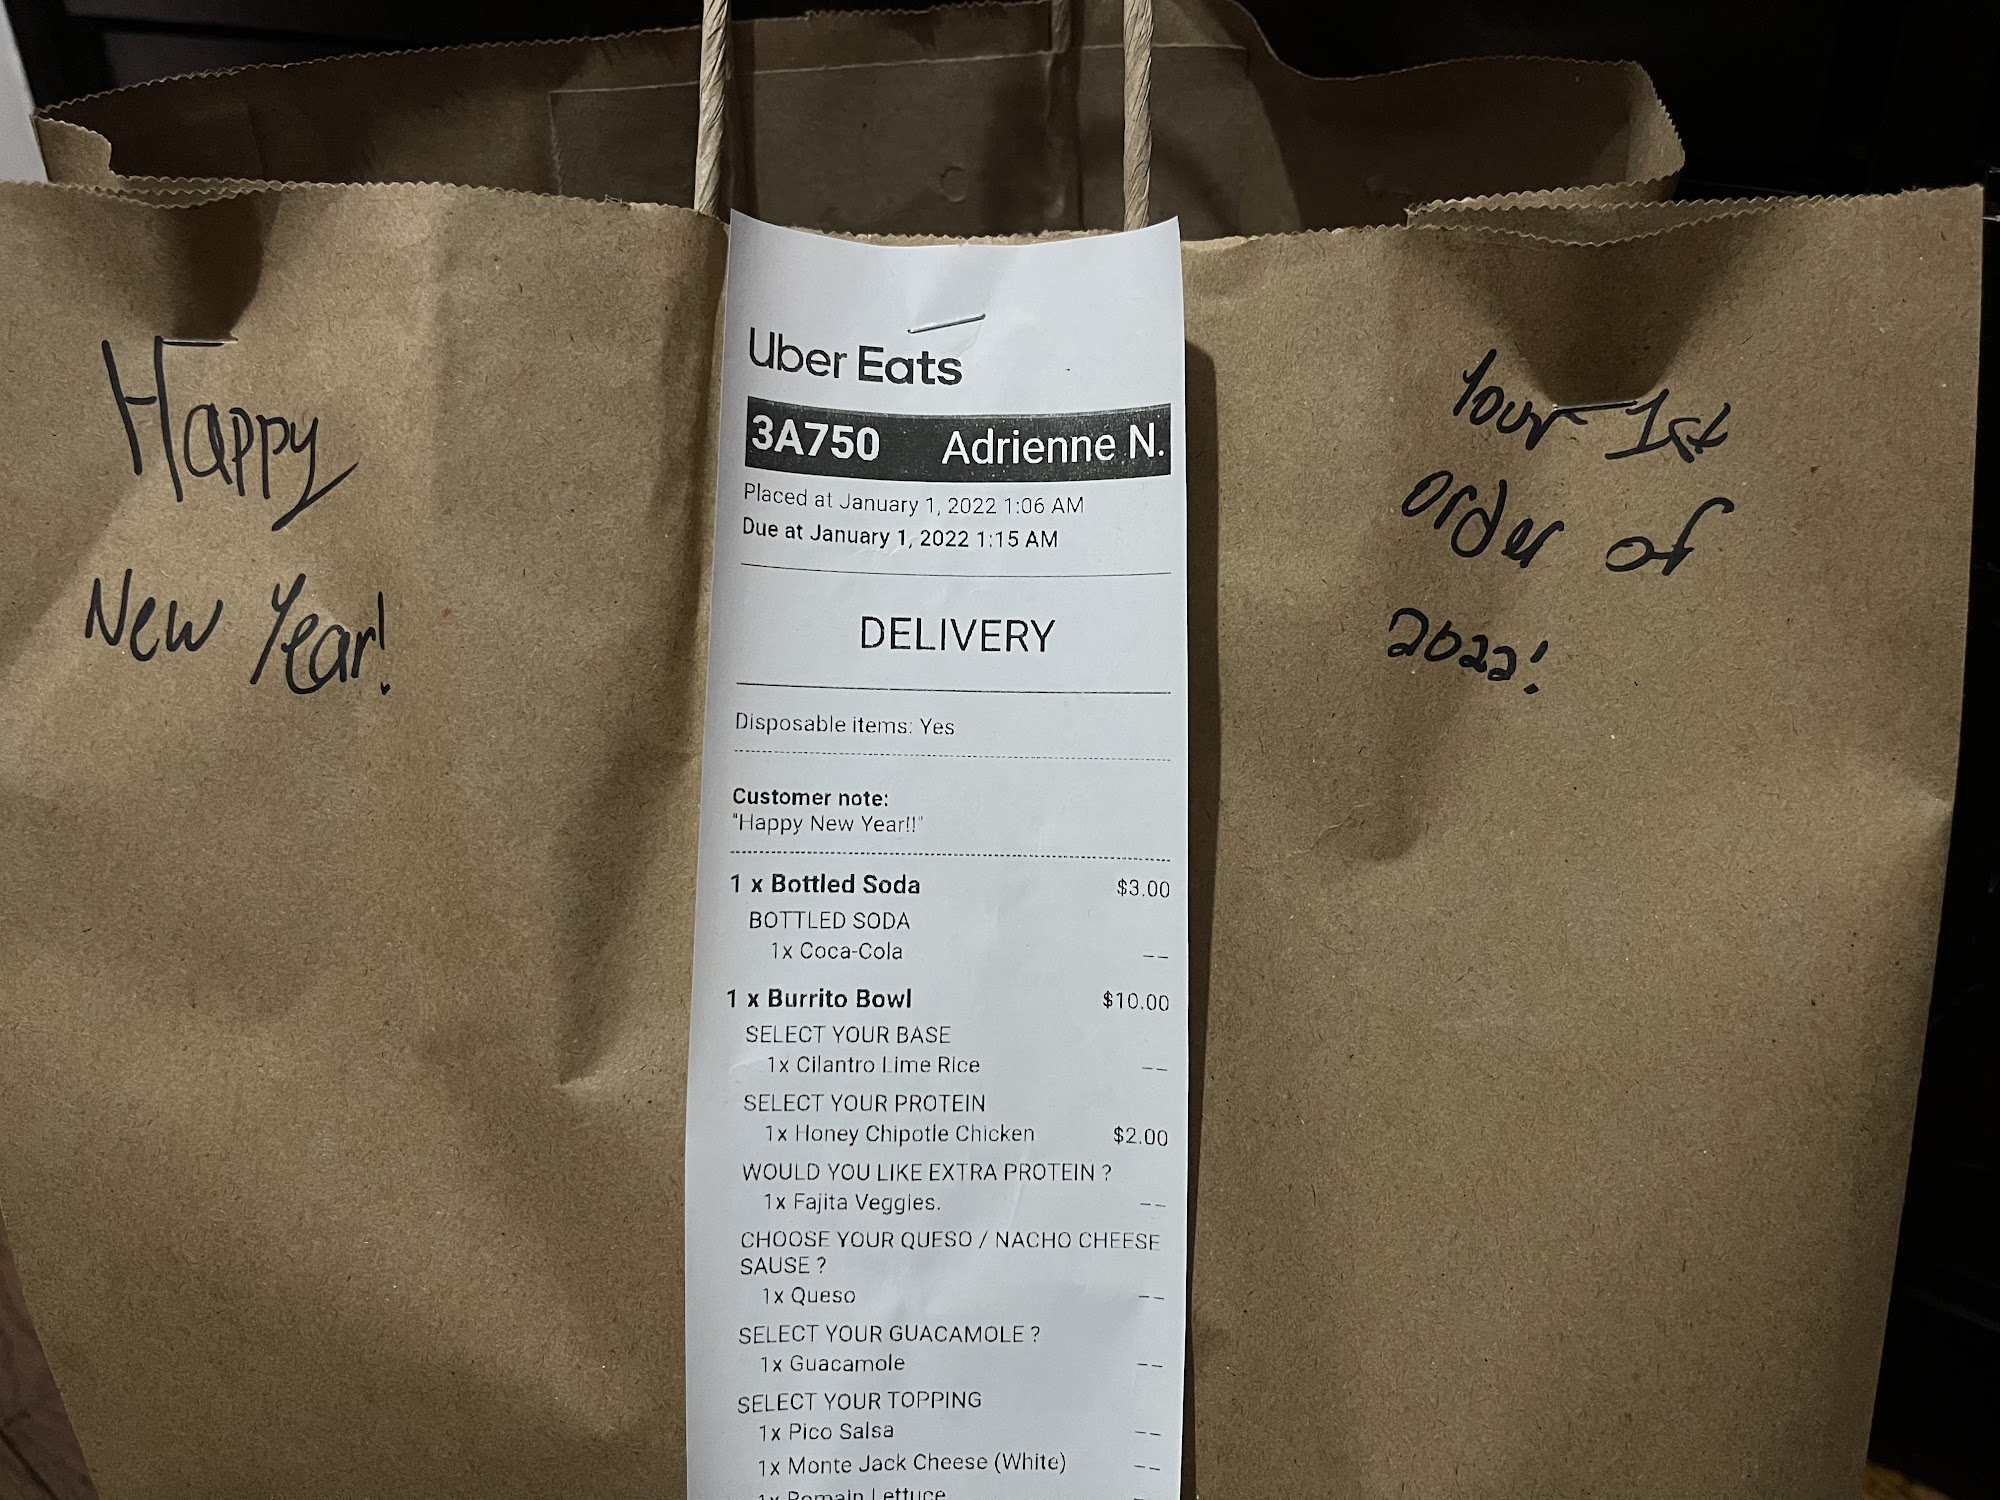 Happy
New Year!
Uber Eats
3A750 Adrienne N.
Placed at January 1, 2022 1:06 AM
Due at January 1, 2022 1:15 AM
DELIVERY
Disposable items: Yes
Customer note:
"Happy New Year!!"
1 x Bottled Soda $3.00
BOTTLED SODA
1x Coca-Cola --
1 x Burrito Bowl $10.00
SELECT YOUR BASE
1x Cilantro Lime Rice --
SELECT YOUR PROTEIN
1x Honey Chipotle Chicken $2.00
WOULD YOU LIKE EXTRA PROTEIN ?
1x Fajita Veggies. --
CHOOSE YOUR QUESO / NACHO CHEESE
SAUSE ?
1x Queso --
SELECT YOUR GUACAMOLE ?
1x Guacamole --
SELECT YOUR TOPPING
1x Pico Salsa --
1x Monte Jack Cheese (White) --
1x Romain Lettuce --
Your 1st
order of
2022!